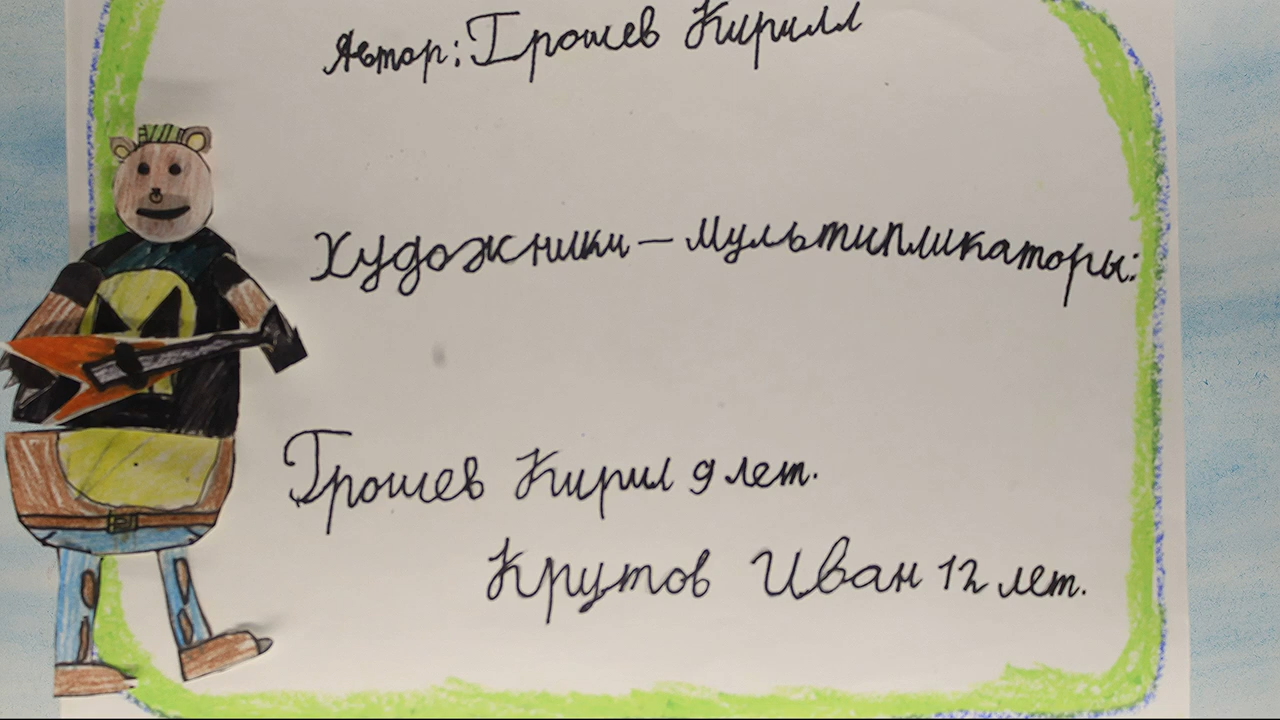 Автор: Грошев Кирилл
Художники – мультипликаторы:
Грошев Кирил 9 лет.
Крутов Иван 12 лет.